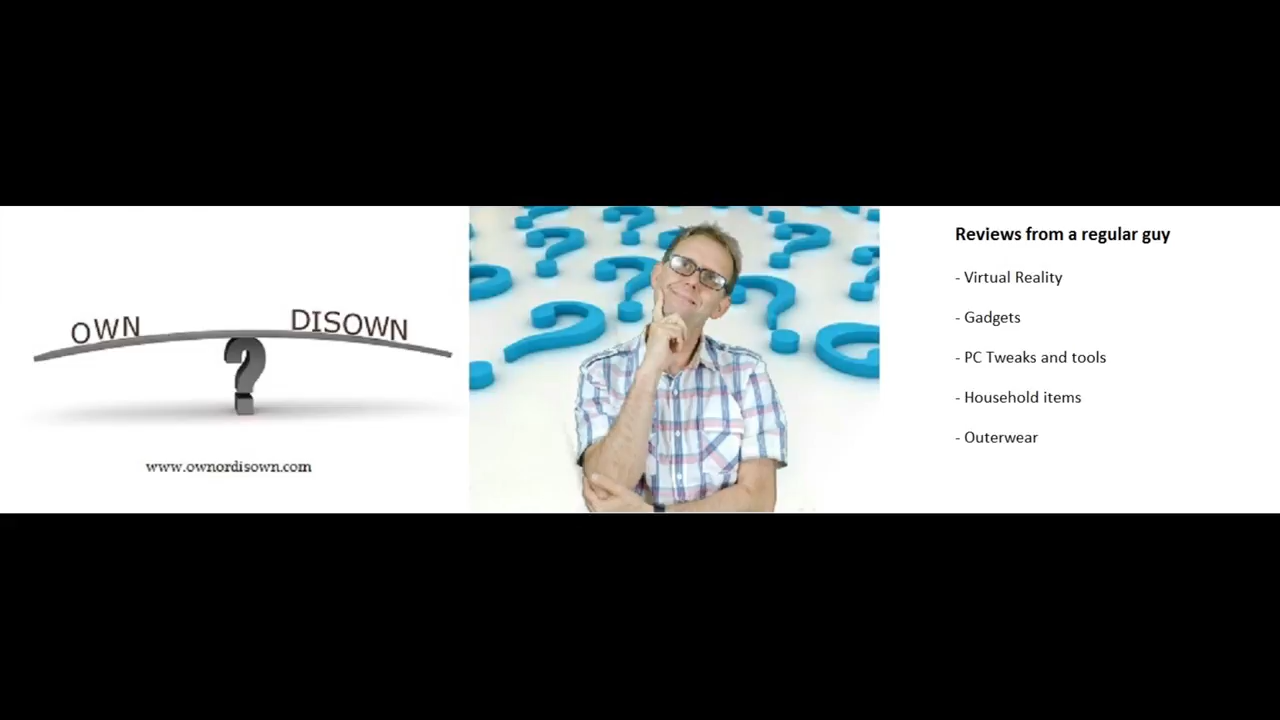 OWN DISOWN
www.ownordisown.com
Reviews from a regular guy
- Virtual Reality
- Gadgets
- PC Tweaks and tools
- Household items
- Outerwear